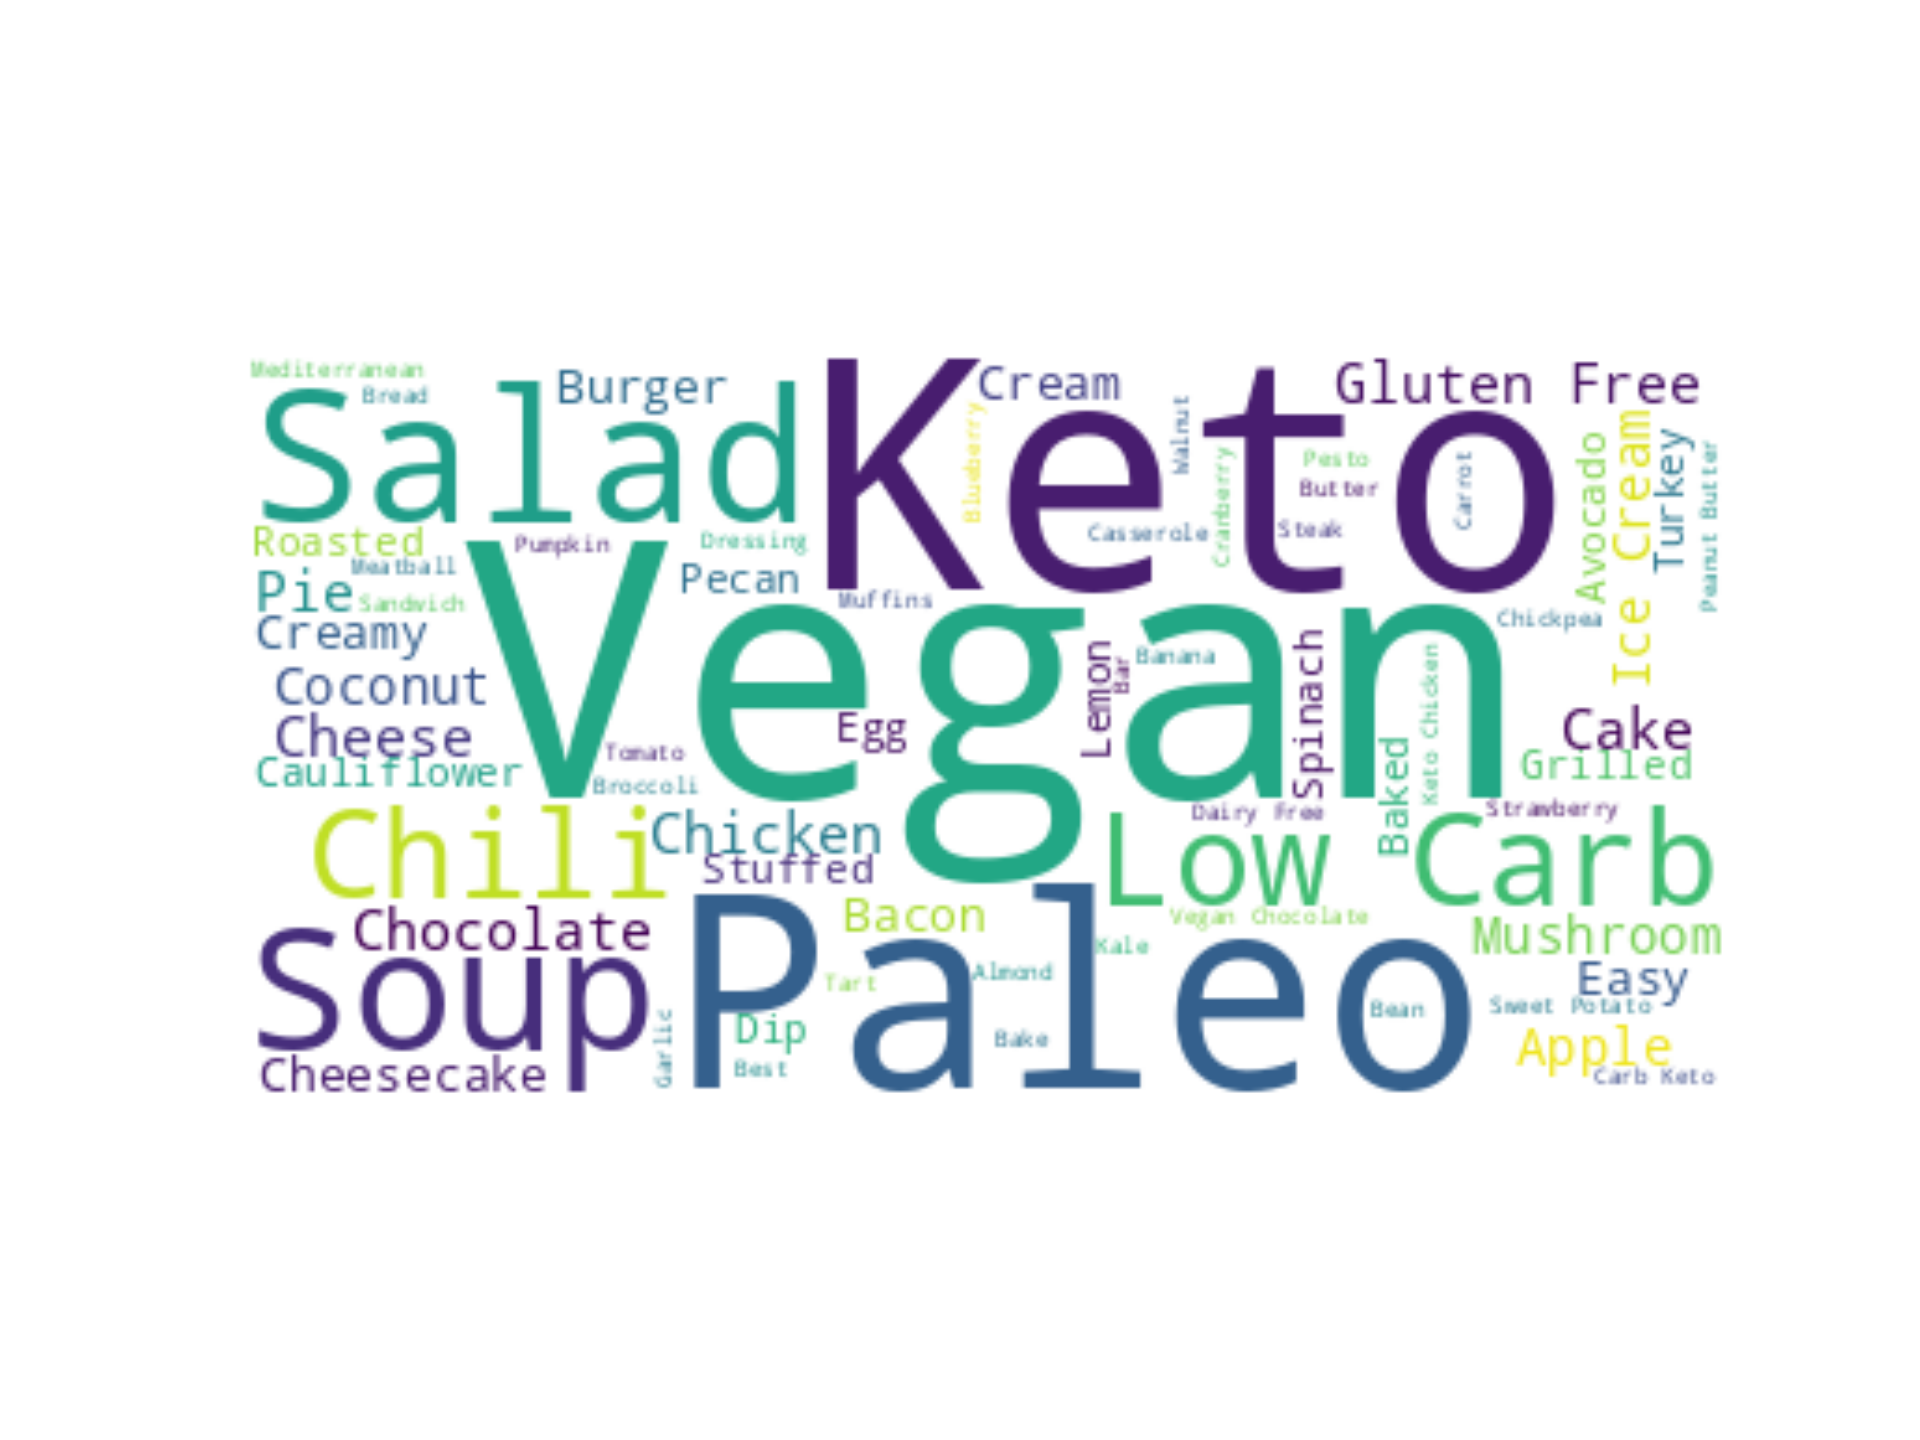 Mediterranean
Bread
Salad
Burger
Keto
Cream
Gluten Free
Blueberry
Walnut
Cranberry
Pesto
Butter
Carrot
Avocado
Ice Cream
Turkey
Peanut Butter
Casserole
Steak
Roasted
Pumpkin
Dressing
Meatball
Pie
Sandwich
Vegan
Pecan
Muffins
Chickpea
Creamy
Coconut
Lemon
Bar
Banana
Spinach
Keto Chicken
Cheese
Egg
Cake
Tomato
Cauliflower
Broccoli
Baked
Grilled
Chili
Chicken
Stuffed
Dairy Free
Strawberry
Low Carb
Chocolate
Bacon
Vegan Chocolate
Mushroom
Soup
Paleo
Kale
Almond
Tart
Easy
Garlic
Dip
Bake
Bean
Sweet Potato
Apple
Cheesecake
Best
Carb Keto